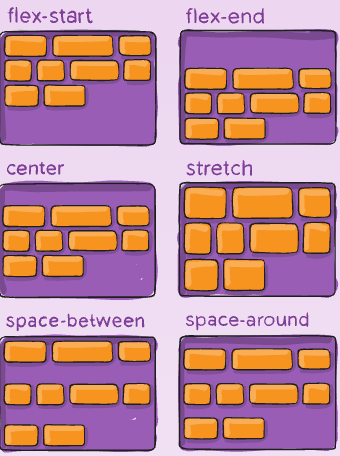 flex-start
flex-end
center
stretch
space-between
space-around